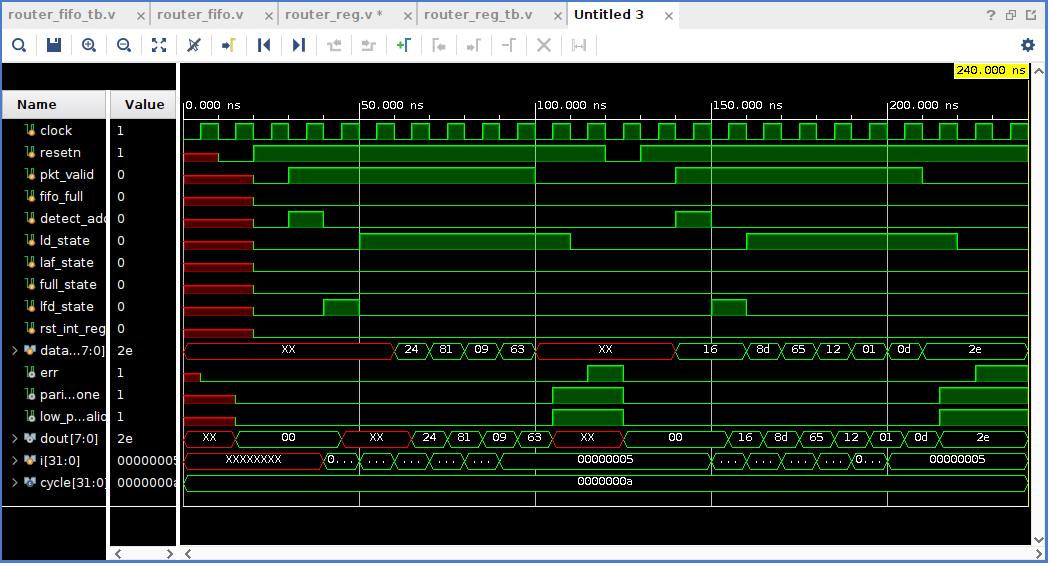 router_fifo_tb.v × router_fifo.v × router_reg.v * × router_reg_tb.v × Untitled 3 ×
?
240.000 ns
Name Value
0.000 ns 50.000 ns 100.000 ns 150.000 ns 200.000 ns
clock 1
resetn 1
pkt_valid 0
fifo_full 0
detect_add 0
ld_state 0
laf_state 0
full_state 0
lfd_state 0
rst_int_reg 0
data...7:0] 2e XX 24 81 09 63 XX 16 8d 65 12 01 0d 2e
err 1
pari...one 1
low_p...alid 1
dout[7:0] 2e XX 00 XX 24 81 09 63 XX 00 16 8d 65 12 01 0d 2e
i[31:0] 00000005 XXXXXXXX 0... ... ... ... ... 00000005 ... ... ... ... 0... 00000005
cycle[31:0] 0000000a 0000000a